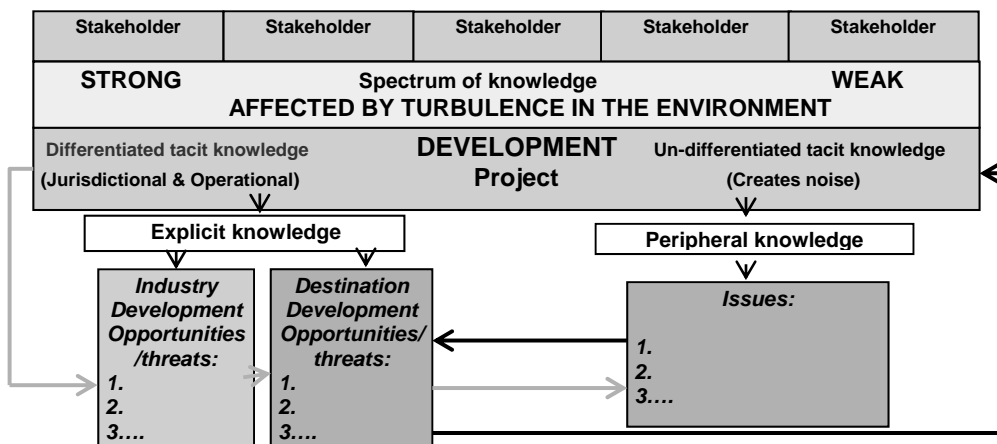 Stakeholder Stakeholder Stakeholder Stakeholder Stakeholder
STRONG Spectrum of knowledge WEAK
AFFECTED BY TURBULENCE IN THE ENVIRONMENT
Differentiated tacit knowledge
(Jurisdictional & Operational)
DEVELOPMENT
Project
Un-differentiated tacit knowledge
(Creates noise)
Explicit knowledge
Peripheral knowledge
Industry
Development
Opportunities
/threats:
1.
2.
3….
Destination
Development
Opportunities/
threats:
1.
2.
3….
Issues:
1.
2.
3….